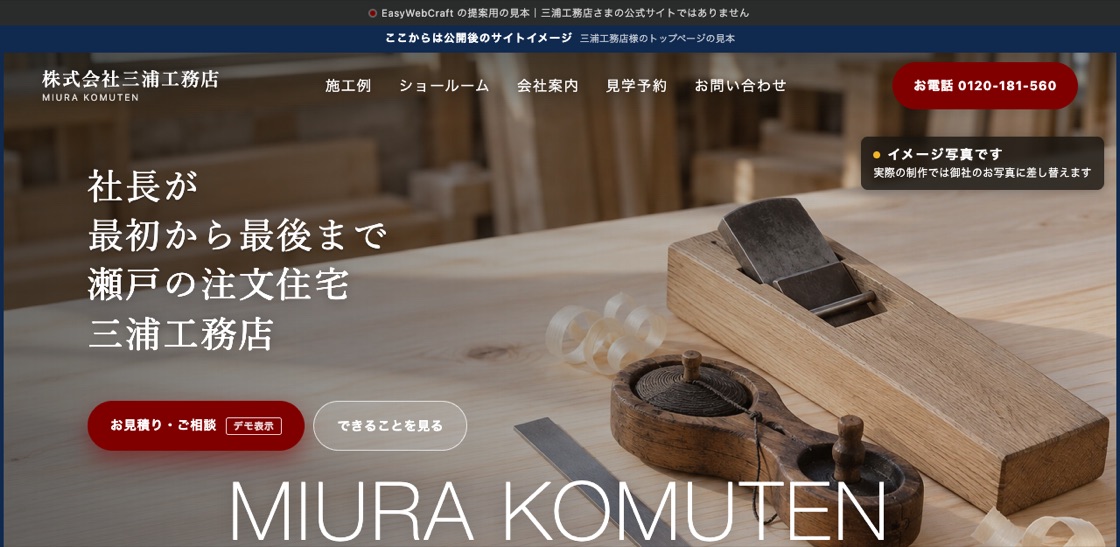 EasyWebCraft の提案用の見本｜三浦工務店さまの公式サイトではありません
ここからは公開後のサイトイメージ 三浦工務店様のトップページの見本
株式会社三浦工務店
MIURA KOMUTEN
施工例 ショールーム 会社案内 見学予約 お問い合わせ
お電話 0120-181-560
イメージ写真です
実際の制作では御社のお写真に差し替えます
社長が
最初から最後まで
瀬戸の注文住宅
三浦工務店
お見積り・ご相談 デモ表示
できることを見る
MIURA KOMUTEN